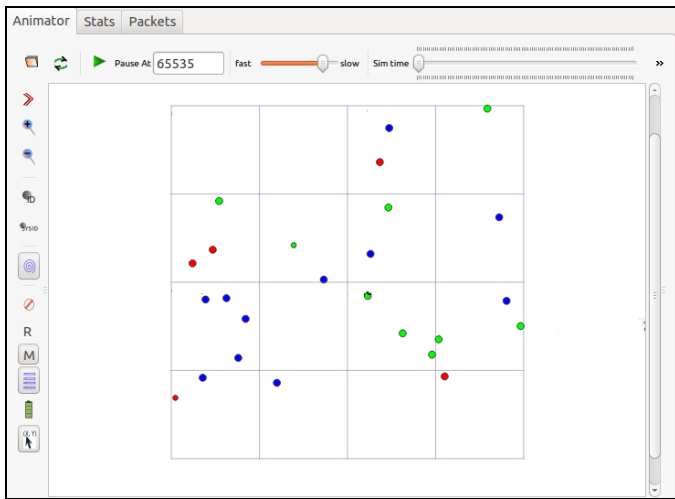 Animator Stats Packets
Pause At 65535 fast slow Sim time »
ID
SYSID
R
M
(X, Y)